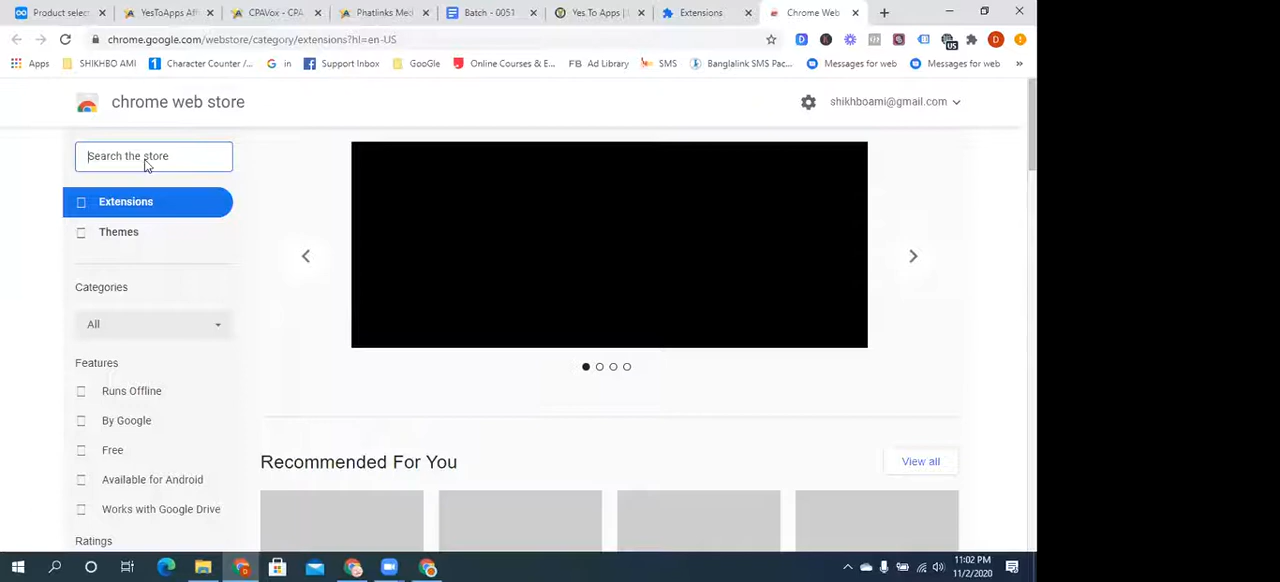 Product selec YesToApps Aff CPAVox - CPA Phatlinks Med Batch - 0051 Yes To Apps | Extensions Chrome Web
chrome.google.com/webstore/category/extensions?hl=en-US
US
D
Apps SHIKHBO AMI Character Counter /... in Support Inbox GooGle Online Courses & E... FB Ad Library SMS Banglalink SMS Pac... Messages for web Messages for web »
chrome web store
shikhboami@gmail.com
Search the store
Extensions
Themes
Categories
All
Features
Runs Offline
By Google
Free
Available for Android
Works with Google Drive
Ratings
Recommended For You
View all
11:02 PM
11/2/2020